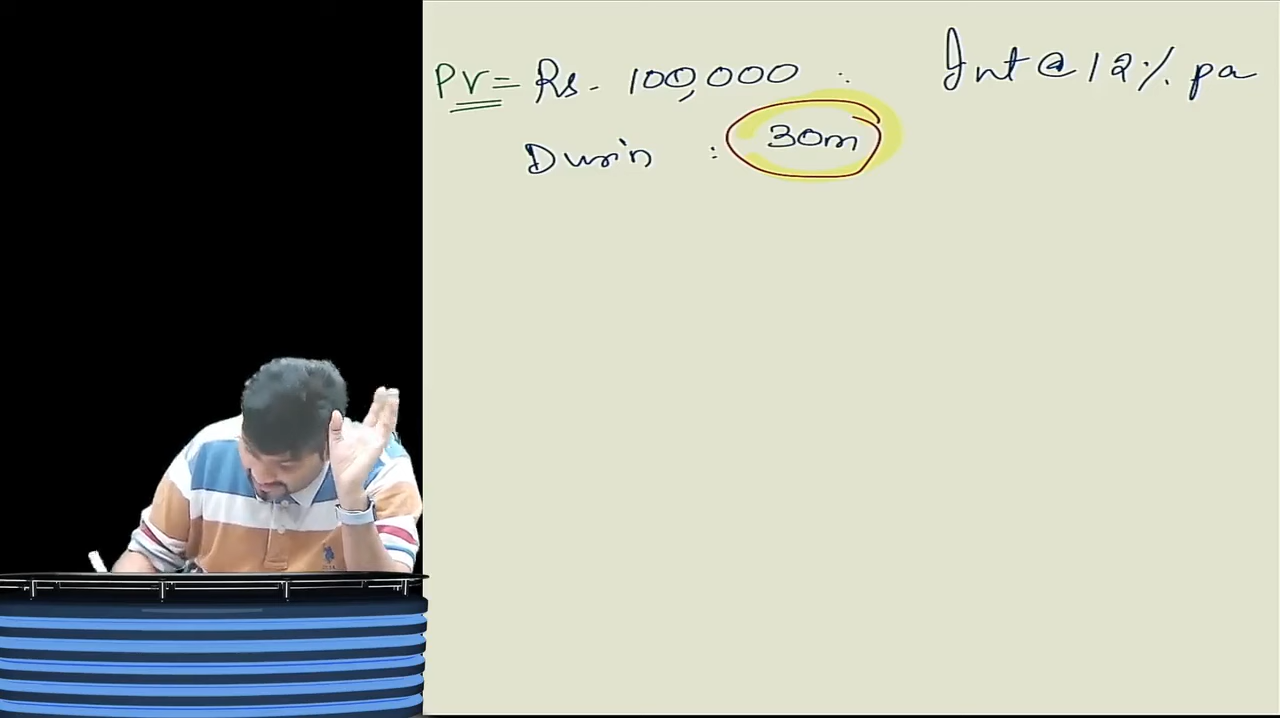 PV = Rs. 100,000 Int @ 12% pa
Durin : 30m